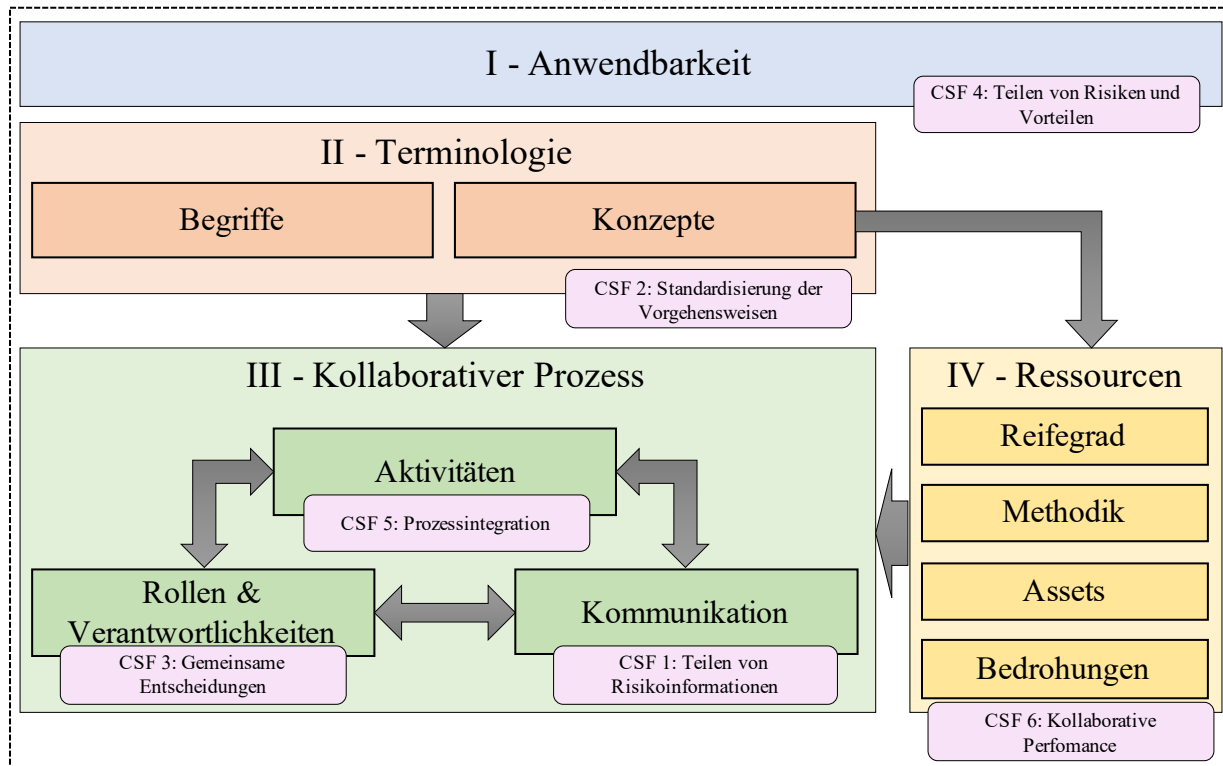 I - Anwendbarkeit
CSF 4: Teilen von Risiken und
Vorteilen
II - Terminologie
Begriffe
Konzepte
CSF 2: Standardisierung der
Vorgehensweisen
III - Kollaborativer Prozess
Aktivitäten
CSF 5: Prozessintegration
Rollen &
Verantwortlichkeiten
CSF 3: Gemeinsame
Entscheidungen
Kommunikation
CSF 1: Teilen von
Risikoinformationen
IV - Ressourcen
Reifegrad
Methodik
Assets
Bedrohungen
CSF 6: Kollaborative
Perfomance